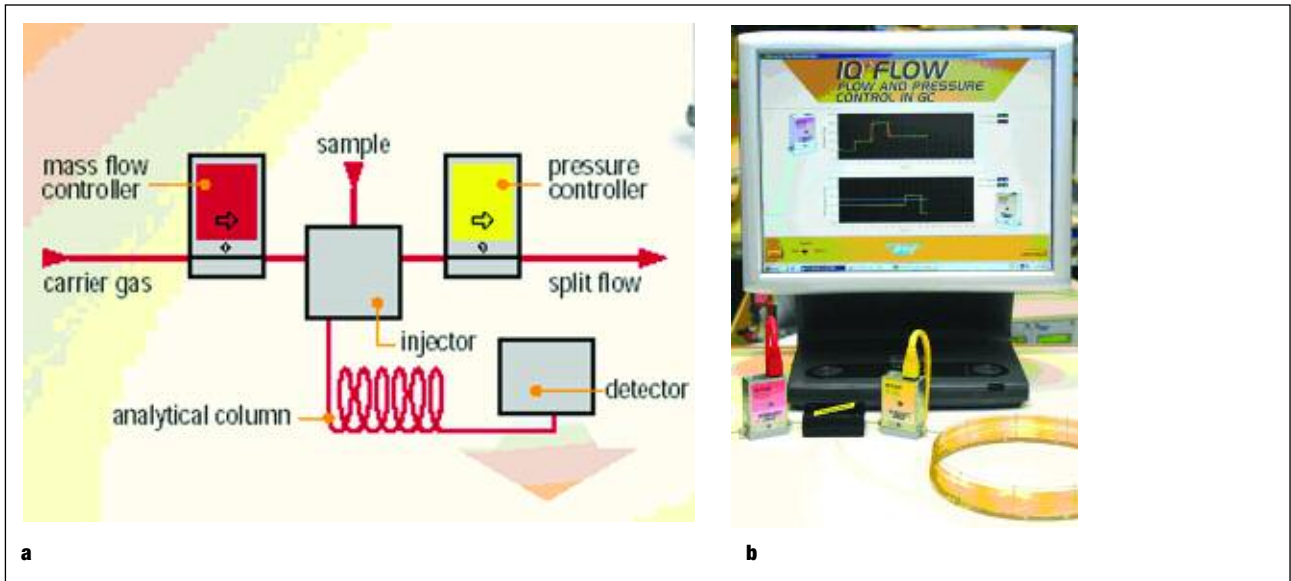 mass flow
controller
sample
pressure
controller
carrier gas
split flow
injector
detector
analytical column
a
IQ+FLOW
FLOW AND PRESSURE
CONTROL IN GC
b